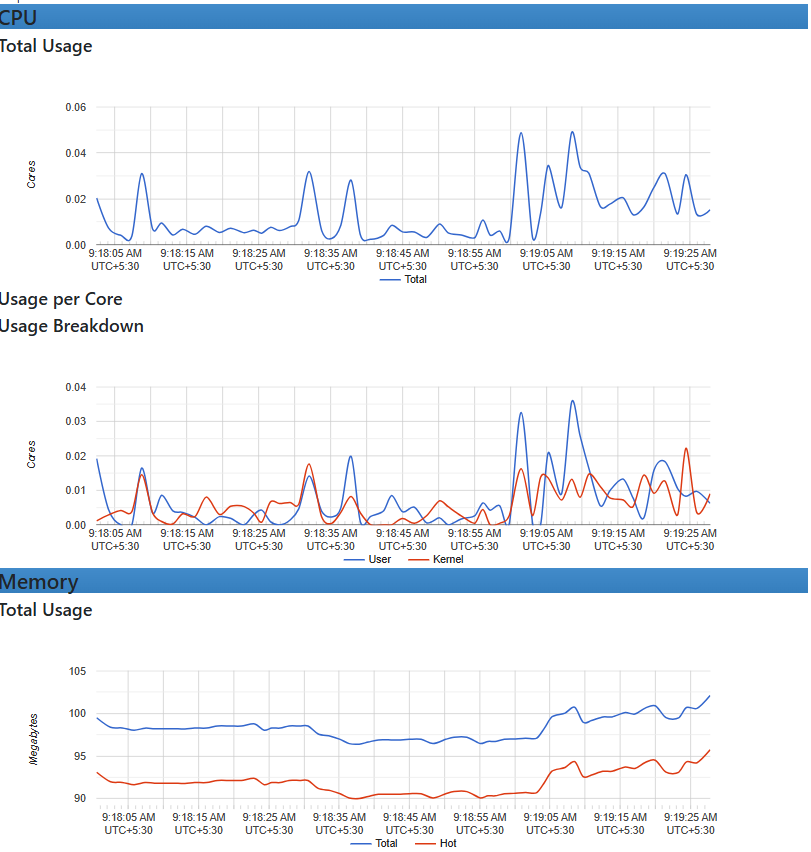 CPU
Total Usage
0.06
0.04
Cores
0.02
0.00
9:18:05 AM 9:18:15 AM 9:18:25 AM 9:18:35 AM 9:18:45 AM 9:18:55 AM 9:19:05 AM 9:19:15 AM 9:19:25 AM
UTC+5:30 UTC+5:30 UTC+5:30 UTC+5:30 UTC+5:30 UTC+5:30 UTC+5:30 UTC+5:30 UTC+5:30
Total
Usage per Core
Usage Breakdown
0.04
0.03
Cores
0.02
0.01
0.00
9:18:05 AM 9:18:15 AM 9:18:25 AM 9:18:35 AM 9:18:45 AM 9:18:55 AM 9:19:05 AM 9:19:15 AM 9:19:25 AM
UTC+5:30 UTC+5:30 UTC+5:30 UTC+5:30 UTC+5:30 UTC+5:30 UTC+5:30 UTC+5:30 UTC+5:30
User Kernel
Memory
Total Usage
105
100
Megabytes
95
90
9:18:05 AM 9:18:15 AM 9:18:25 AM 9:18:35 AM 9:18:45 AM 9:18:55 AM 9:19:05 AM 9:19:15 AM 9:19:25 AM
UTC+5:30 UTC+5:30 UTC+5:30 UTC+5:30 UTC+5:30 UTC+5:30 UTC+5:30 UTC+5:30 UTC+5:30
Total Hot